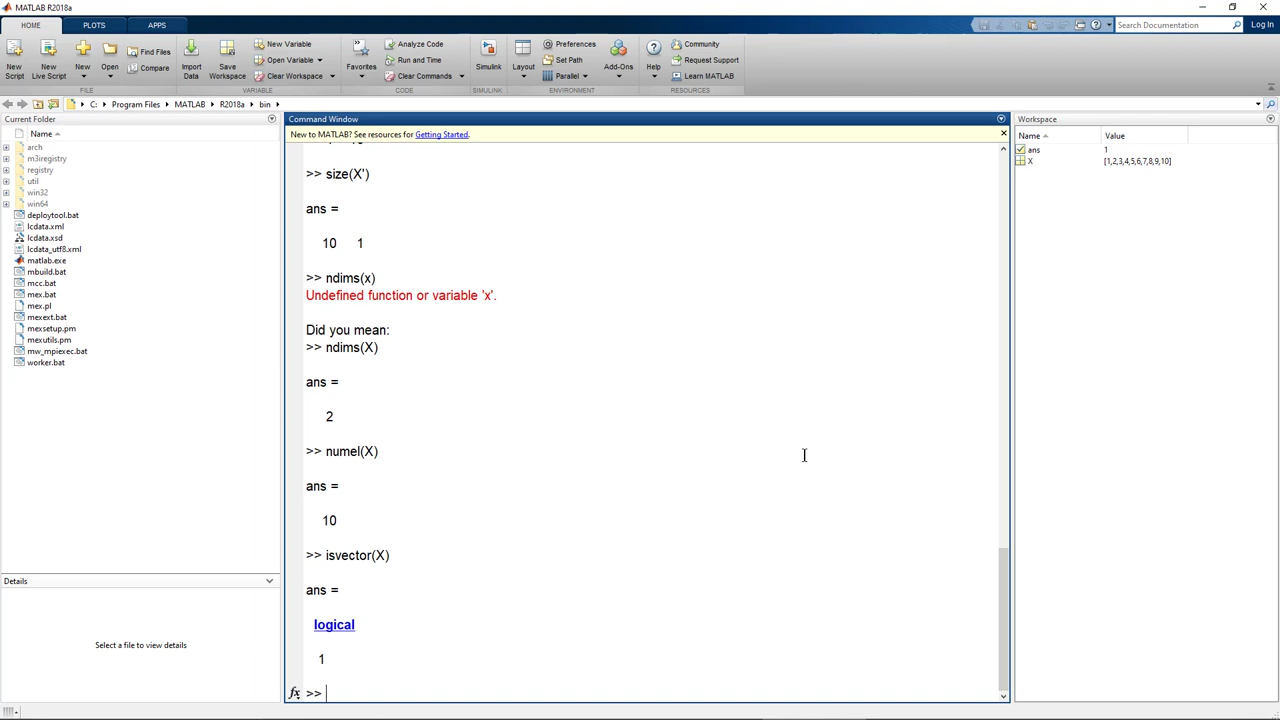 MATLAB R2018a
HOME PLOTS APPS
Search Documentation Log In
New Script
New Live Script
New
Open
Find Files
Compare
Import Data
Save Workspace
New Variable
Open Variable
Clear Workspace
Favorites
Analyze Code
Run and Time
Clear Commands
Simulink
Layout
Preferences
Set Path
Parallel
Add-Ons
Help
Community
Request Support
Learn MATLAB
FILE VARIABLE CODE SIMULINK ENVIRONMENT RESOURCES
C: Program Files MATLAB R2018a bin
Current Folder
Name
arch
m3iregistry
registry
util
win32
win64
deploytool.bat
lcdata.xml
lcdata.xsd
lcdata_utf8.xml
matlab.exe
mbuild.bat
mcc.bat
mex.bat
mex.pl
mexext.bat
mexsetup.pm
mexutils.pm
mw_mpiexec.bat
worker.bat
Details
Select a file to view details
Command Window
New to MATLAB? See resources for Getting Started.
>> size(X')
ans =
10 1
>> ndims(x)
Undefined function or variable 'x'.
Did you mean:
>> ndims(X)
ans =
2
>> numel(X)
ans =
10
>> isvector(X)
ans =
logical
1
fx >>
Workspace
Name Value
ans 1
X [1,2,3,4,5,6,7,8,9,10]